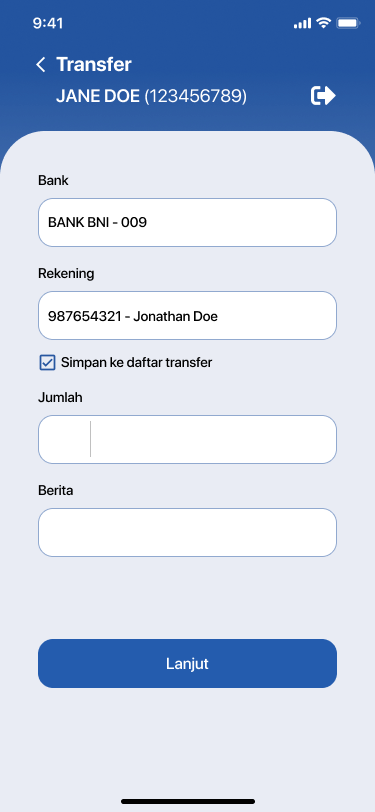 9:41
Transfer
JANE DOE (123456789)
Bank
BANK BNI - 009
Rekening
987654321 - Jonathan Doe
Simpan ke daftar transfer
Jumlah
Berita
Lanjut